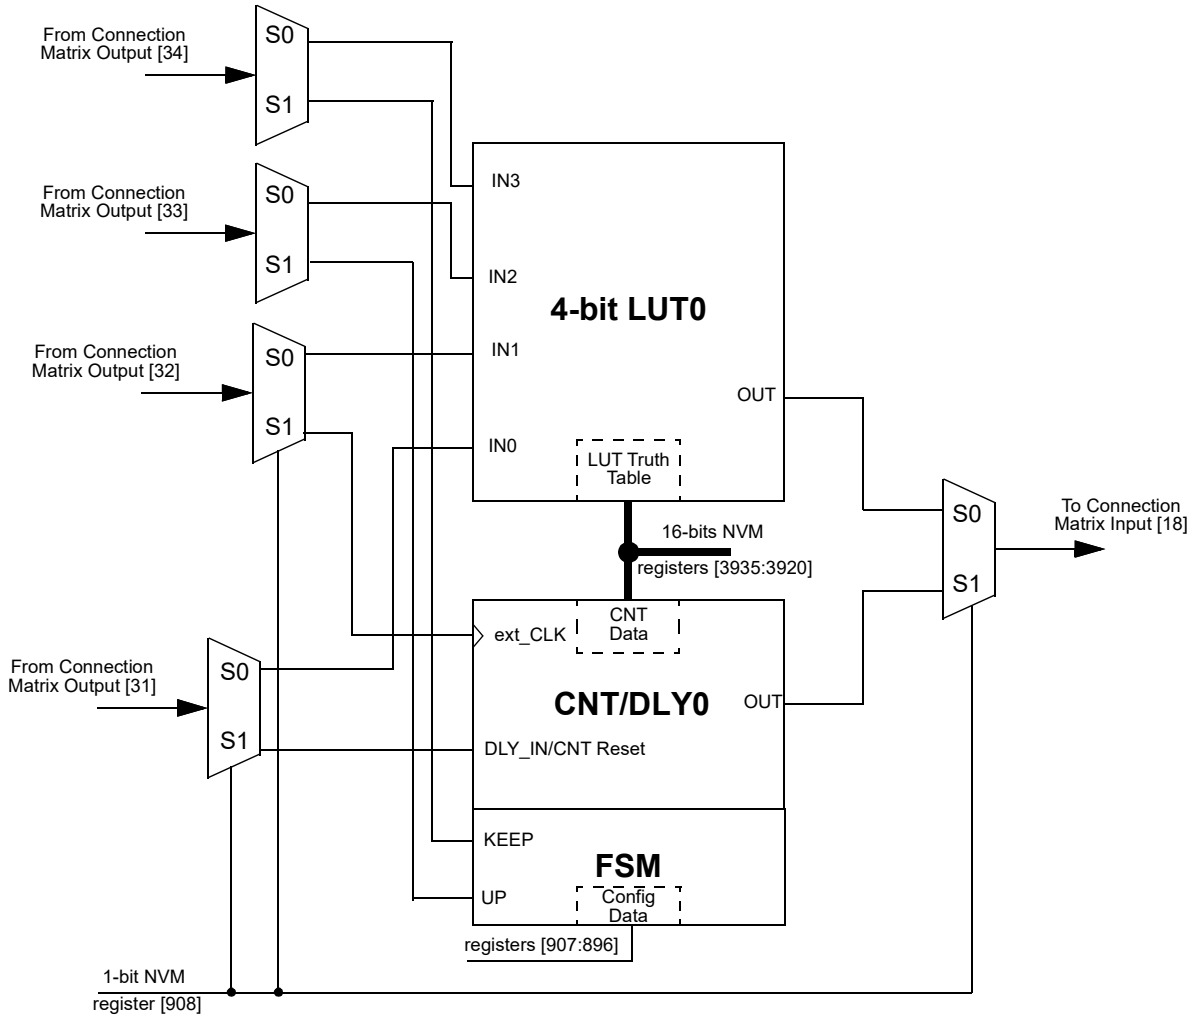 From Connection
Matrix Output [34]
S0
S1
From Connection
Matrix Output [33]
S0
S1
From Connection
Matrix Output [32]
S0
S1
From Connection
Matrix Output [31]
S0
S1
IN3
IN2
IN1
IN0
4-bit LUT0
OUT
LUT Truth
Table
16-bits NVM
registers [3935:3920]
CNT
Data
ext_CLK
CNT/DLY0
OUT
DLY_IN/CNT Reset
KEEP
FSM
UP
Config
Data
registers [907:896]
S0
S1
To Connection
Matrix Input [18]
1-bit NVM
register [908]